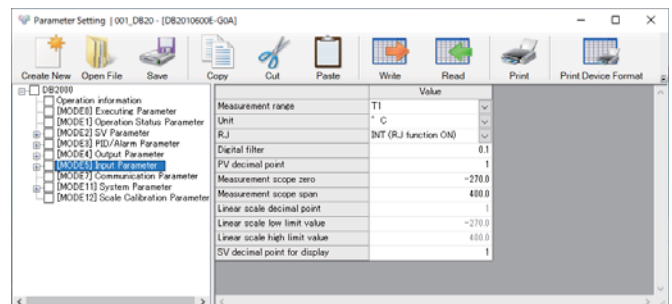 Parameter Setting | 001_DB20 - [DB2010600E-G0A]
Create New Open File Save Copy Cut Paste Write Read Print Print Device Format
DB2000
Operation information
[MODE0] Executing Parameter
[MODE1] Operation Status Parameter
[MODE2] SV Parameter
[MODE3] PID/Alarm Parameter
[MODE4] Output Parameter
[MODE5] Input Parameter
[MODE7] Communication Parameter
[MODE11] System Parameter
[MODE12] Scale Calibration Parameter
Value
Measurement range T1
Unit ° C
RJ INT (RJ function ON)
Digital filter 0.1
PV decimal point 1
Measurement scope zero -270.0
Measurement scope span 400.0
Linear scale decimal point 1
Linear scale low limit value -270.0
Linear scale high limit value 400.0
SV decimal point for display 1